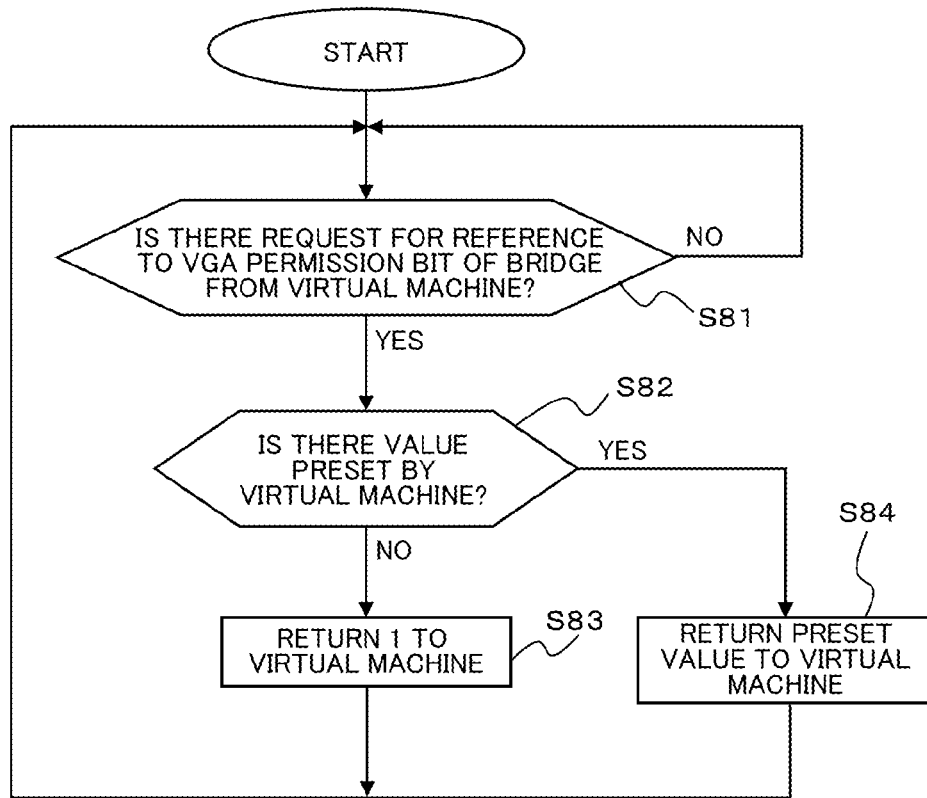 START
IS THERE REQUEST FOR REFERENCE
TO VGA PERMISSION BIT OF BRIDGE
FROM VIRTUAL MACHINE?
NO
S81
YES
S82
IS THERE VALUE
PRESET BY
VIRTUAL MACHINE?
YES
NO
S84
RETURN 1 TO
VIRTUAL MACHINE
S83
RETURN PRESET
VALUE TO VIRTUAL
MACHINE